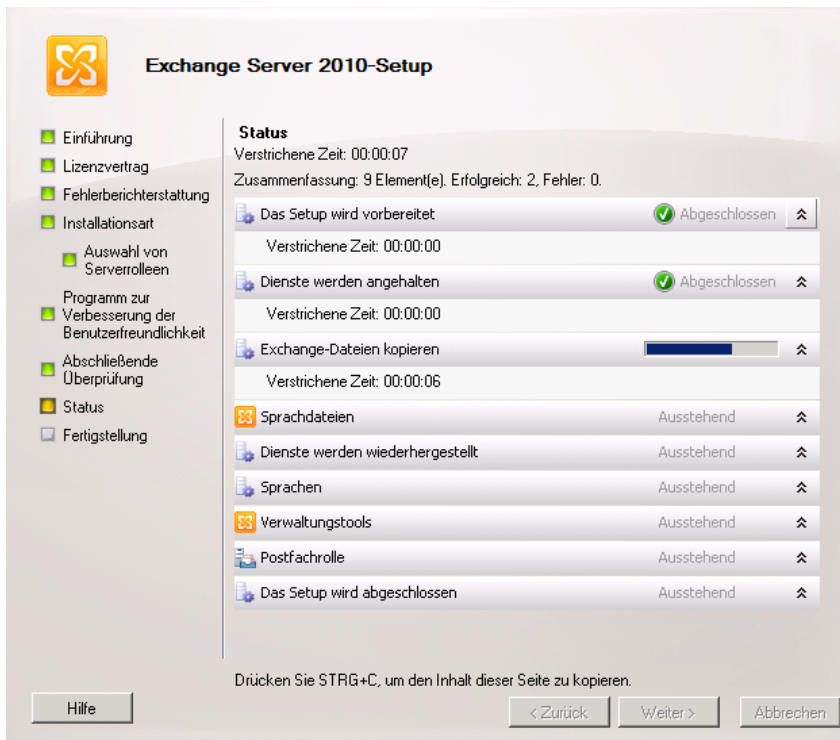 Exchange Server 2010-Setup
Einführung
Lizenzvertrag
Fehlerberichterstattung
Installationsart
Auswahl von
Serverrolleen
Programm zur
Verbesserung der
Benutzerfreundlichkeit
Abschließende
Überprüfung
Status
Fertigstellung
Status
Verstrichene Zeit: 00:00:07
Zusammenfassung: 9 Element(e). Erfolgreich: 2, Fehler: 0.
Das Setup wird vorbereitet Abgeschlossen
Verstrichene Zeit: 00:00:00
Dienste werden angehalten Abgeschlossen
Verstrichene Zeit: 00:00:00
Exchange-Dateien kopieren
Verstrichene Zeit: 00:00:06
Sprachdateien Ausstehend
Dienste werden wiederhergestellt Ausstehend
Sprachen Ausstehend
Verwaltungstools Ausstehend
Postfachrolle Ausstehend
Das Setup wird abgeschlossen Ausstehend
Drücken Sie STRG+C, um den Inhalt dieser Seite zu kopieren.
Hilfe < Zurück Weiter > Abbrechen